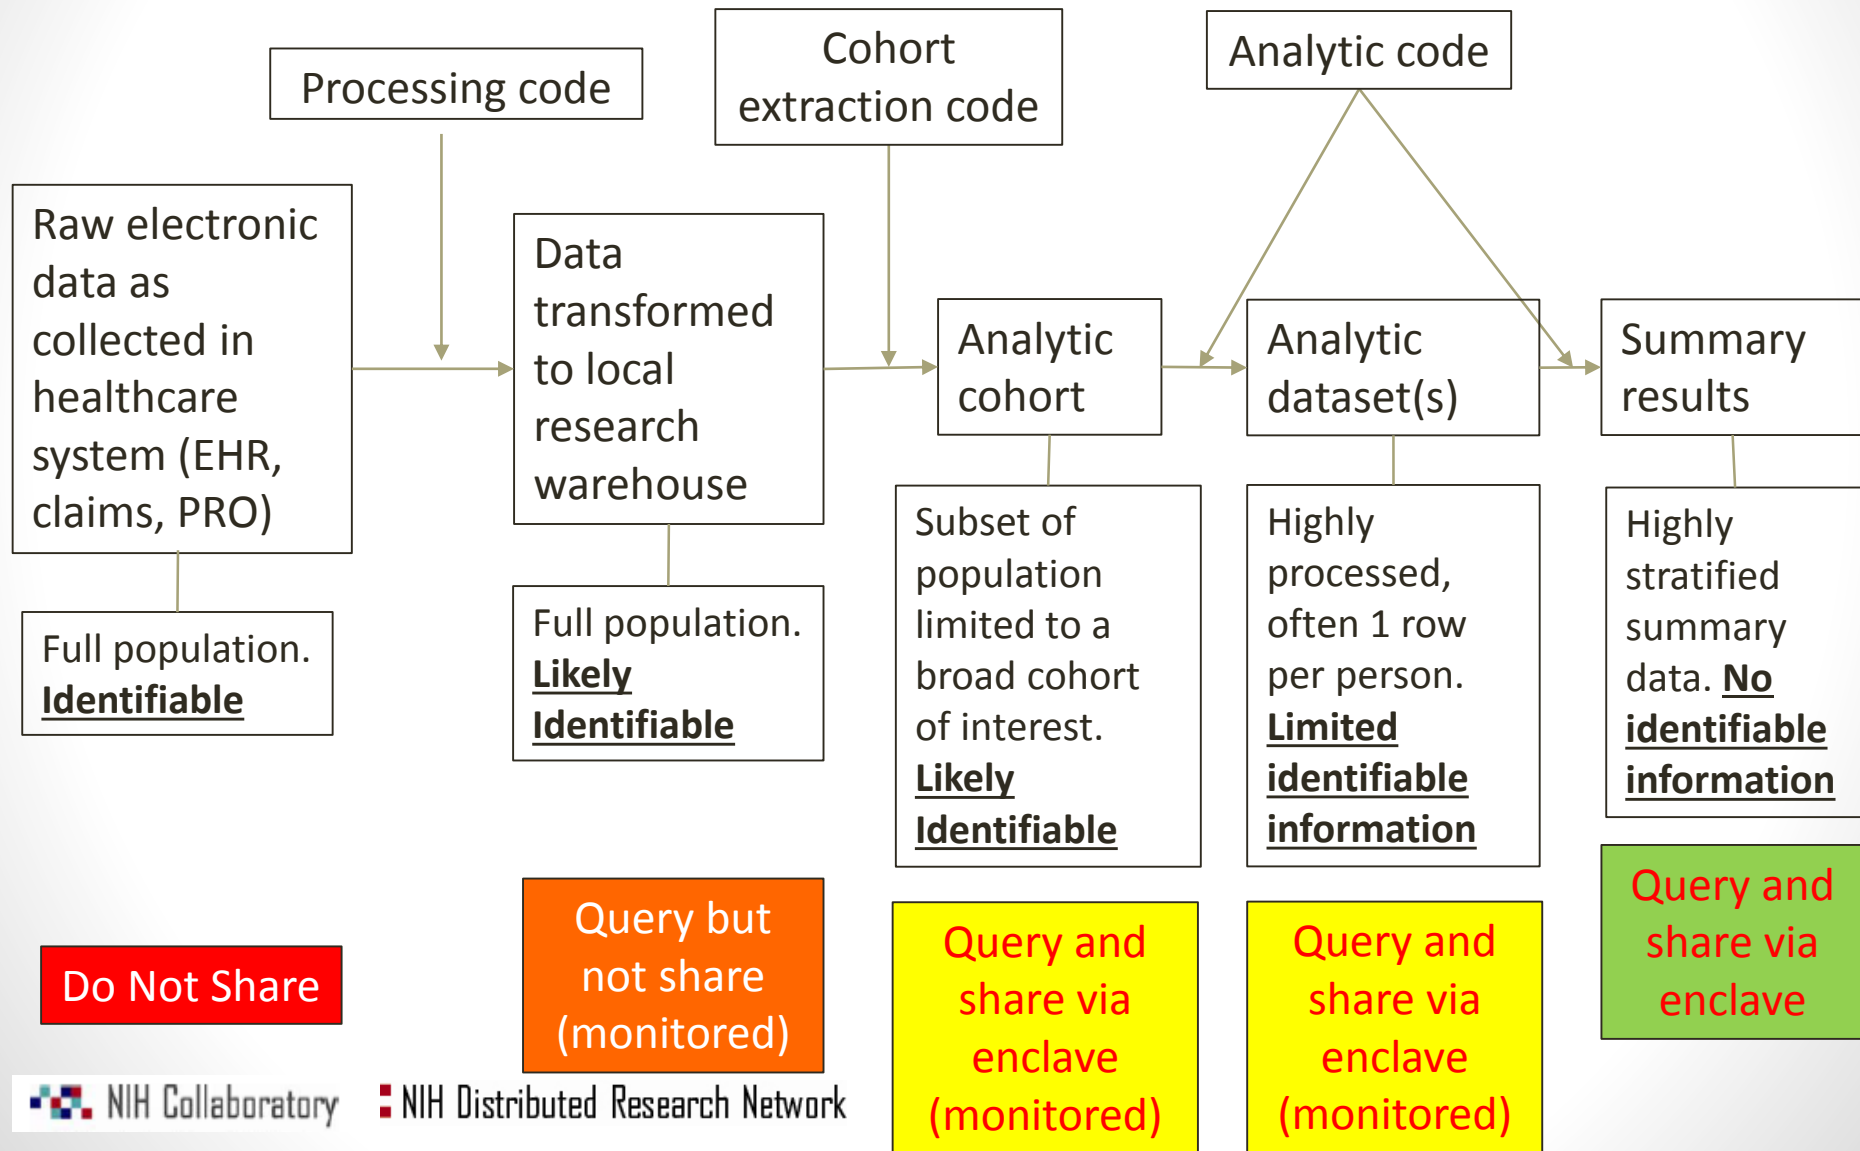 Processing code
Cohort
extraction code
Analytic code
Raw electronic
data as
collected in
healthcare
system (EHR,
claims, PRO)
Data
transformed
to local
research
warehouse
Analytic
cohort
Analytic
dataset(s)
Summary
results
Full population.
Identifiable
Full population.
Likely
Identifiable
Subset of
population
limited to a
broad cohort
of interest.
Likely
Identifiable
Highly
processed,
often 1 row
per person.
Limited
identifiable
information
Highly
stratified
summary
data. No
identifiable
information
Do Not Share
Query but
not share
(monitored)
Query and
share via
enclave
(monitored)
Query and
share via
enclave
(monitored)
Query and
share via
enclave
NIH Collaboratory
NIH Distributed Research Network